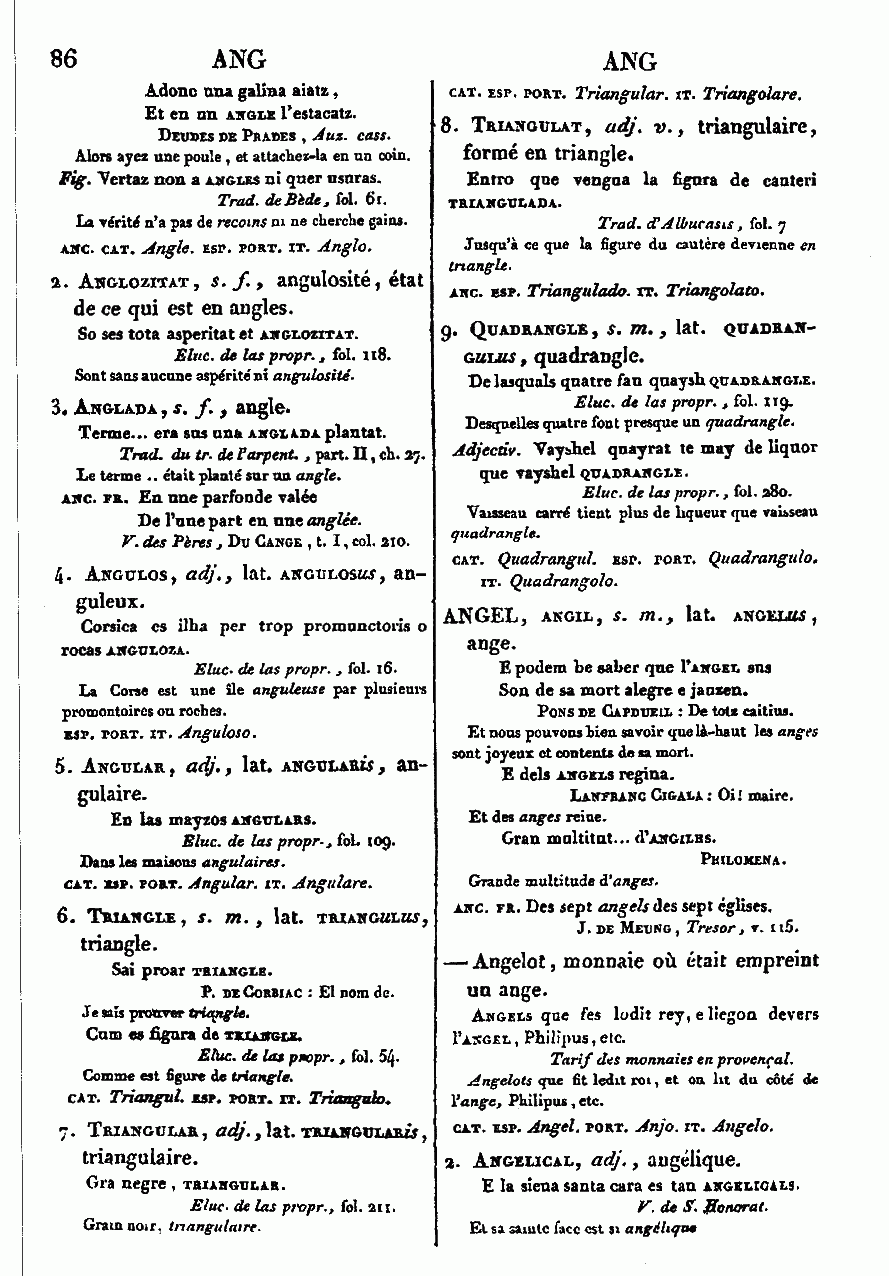 86 ANG ANG
Adonc una galina aiatz,
Et en un ANGLE l'estacatz.
DEUDES DE PRADES, Auz. cass.
Alors ayez une poule, et attachez-la en un coin.
Fig. Vertaz non a ANGLES ni quer usuras.
Trad. de Bède, fol. 61.
La vérité n'a pas de recoins ni ne cherche gains.
ANC. CAT. Angle. ESP. PORT. IT. Anglo.
2. ANGLOZITAT, s. f., angulosité, état
de ce qui est en angles.
So ses tota asperitat et ANGLOZITAT.
Eluc. de las propr., fol. 118.
Sont sans aucune aspérité ni angulosité.
3. ANGLADA, s. f., angle.
Terme... era sus una ANGLADA plantat.
Trad. du tr. de l'arpent., part. II, ch. 27.
Le terme .. était planté sur un angle.
ANC. FR. En une parfonde valée
De l'une part en une anglée.
V. des Pères, DU CANGE, t. I, col. 210.
4. ANGULOS, adj., lat. ANGULOSUS, an-
guleux.
Corsica es ilha per trop promunctoris o
rocas ANGULOZA.
Eluc. de las propr., fol. 16.
La Corse est une île anguleuse par plusieurs
promontoires ou roches.
ESP. PORT. IT. Anguloso.
5. ANGULAR, adj., lat. ANGULARis, an-
gulaire.
En las mayzos ANGULARS.
Eluc. de las propr., fol. 109.
Dans les maisons angulaires.
CAT. ESP. PORT. Angular. IT. Angulare.
6. TRIANGLE, s. m., lat. TRIANGULUS,
triangle.
Sai proar TRIANGLE.
P. DE CORBIAC : El nom de.
Je sais prouver triangle.
Cum es figura de TRIANGLE.
Eluc. de las propr., fol. 54.
Comme est figure de triangle.
CAT. Triangul. ESP. PORT. IT. Triangulo.
7. TRIANGULAR, adj., lat. TRIANGULARis,
triangulaire.
Gra negre, TRIANGULAR.
Eluc. de las propr., fol. 211.
Grain noir, triangulaire.
CAT. ESP. PORT. Triangular. IT. Triangolare.
8. TRIANGULAT, adj. v., triangulaire,
formé en triangle.
Entro que vengua la figura de canteri
TRIANGULADA.
Trad. d'Albucasis, fol. 7
Jusqu'à ce que la figure du cautère devienne en
triangle.
ANC. ESP. Triangulado. IT. Triangolato.
9. QUADRANGLE, s. m., lat. QUADRAN-
GULUS, quadrangle.
De lasquals quatre fan quaysh QUADRANGLE.
Eluc. de las propr., fol. 119.
Desquelles quatre font presque un quadrangle.
Adjectiv. Vayshel quayrat te may de liquor
que vayshel QUADRANGLE.
Eluc. de las propr., fol. 280.
Vaisseau carré tient plus de liqueur que vaisseau
quadrangle.
CAT. Quadrangul. ESP. PORT. Quadrangulo.
IT. Quadrangolo.
ANGEL, ANGIL, s. m., lat. ANGELUS,
ange.
E podem be saber que l'ANGEL sus
Son de sa mort alegre e jauzen.
PONS DE CAPDUEIL : De totz caitius.
Et nous pouvons bien savoir que là-haut les anges
sont joyeux et contents de sa mort.
E dels ANGELS regina.
LANFRANC CIGALA : Oi! maire.
Et des anges reine.
Gran multitut... d'ANGILHS.
PHILOMENA.
Grande multitude d'anges.
ANC. FR. Des sept angels des sept églises.
J. DE MEUNG, Tresor, v. 115.
— Angelot, monnaie où était empreint
un ange.
ANGELS que fes ludit rey, e liegon devers
l'ANGEL, Philipus, etc.
Tarif des monnaies en provençal.
Angelots que fit ledit roi, et on lit du côté de
l'ange, Philipus, etc.
CAT. ESP. Angel. PORT. Anjo. IT. Angelo.
2. ANGELICAL, adj., angélique.
E la siena santa cara es tan ANGELICALS.
V. de S. Honorat.
Et sa sainte face est si angélique